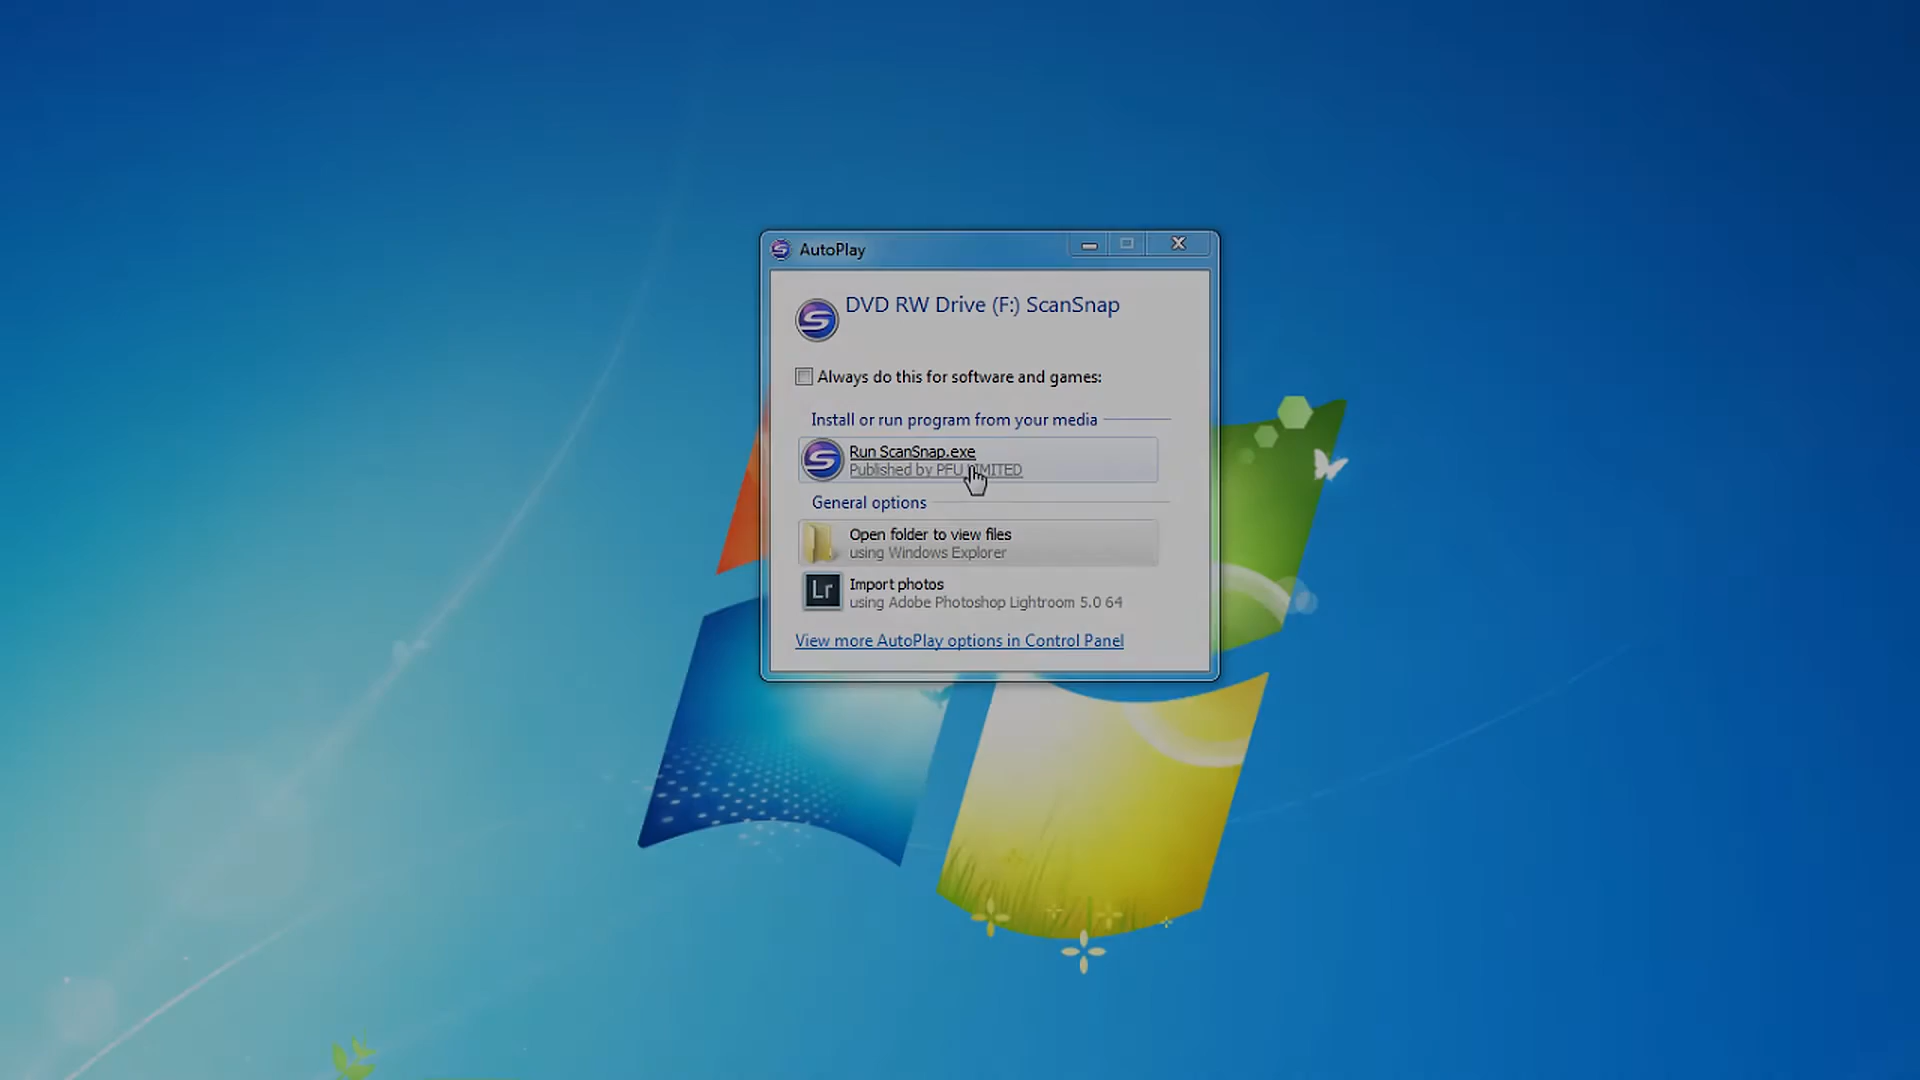 AutoPlay
DVD RW Drive (F:) ScanSnap
Always do this for software and games:
Install or run program from your media
Run ScanSnap.exe
Published by PFU LIMITED
General options
Open folder to view files
using Windows Explorer
Lr
Import photos
using Adobe Photoshop Lightroom 5.0 64
View more AutoPlay options in Control Panel